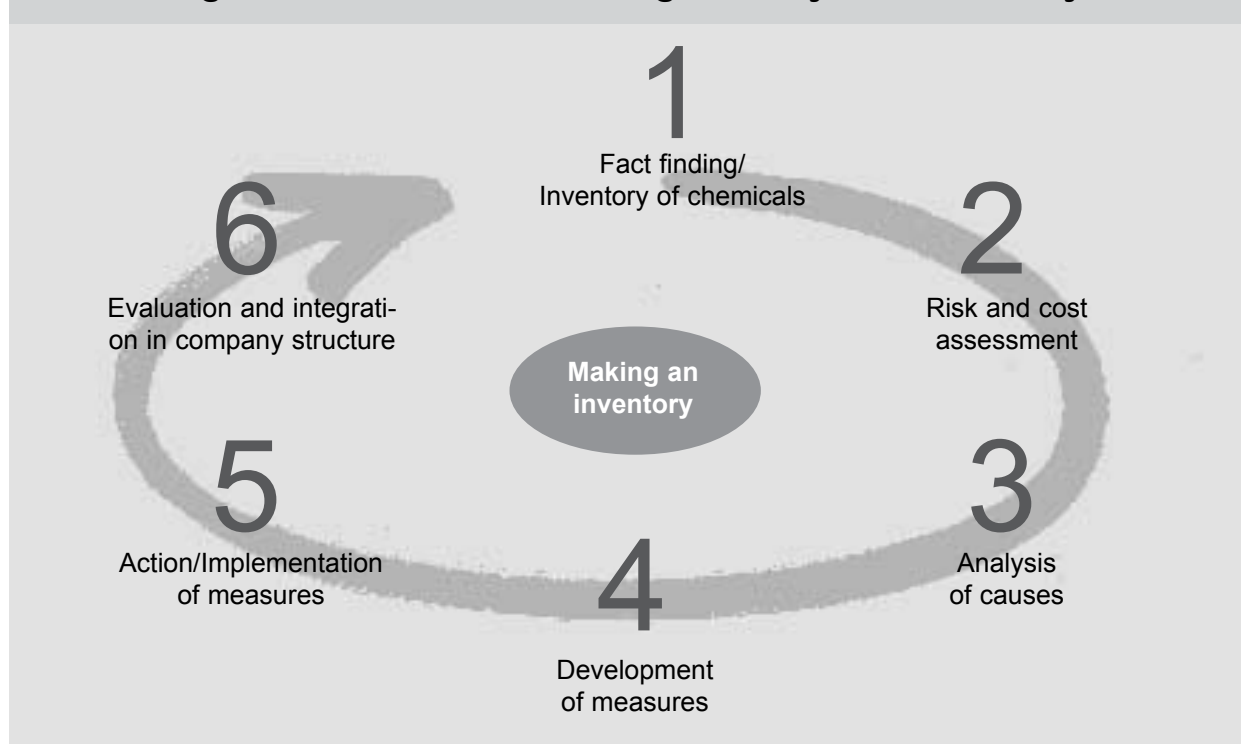 1
Fact finding/
Inventory of chemicals
2
Risk and cost
assessment
3
Analysis
of causes
4
Development
of measures
5
Action/Implementation
of measures
6
Evaluation and integrati-
on in company structure
Making an
inventory